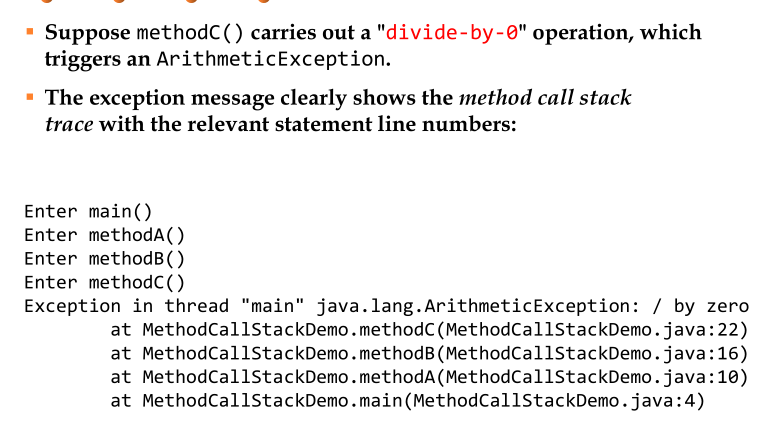 ▪ Suppose methodC() carries out a "divide-by-0" operation, which
triggers an ArithmeticException.
▪ The exception message clearly shows the method call stack
trace with the relevant statement line numbers:
Enter main()
Enter methodA()
Enter methodB()
Enter methodC()
Exception in thread "main" java.lang.ArithmeticException: / by zero
        at MethodCallStackDemo.methodC(MethodCallStackDemo.java:22)
        at MethodCallStackDemo.methodB(MethodCallStackDemo.java:16)
        at MethodCallStackDemo.methodA(MethodCallStackDemo.java:10)
        at MethodCallStackDemo.main(MethodCallStackDemo.java:4)